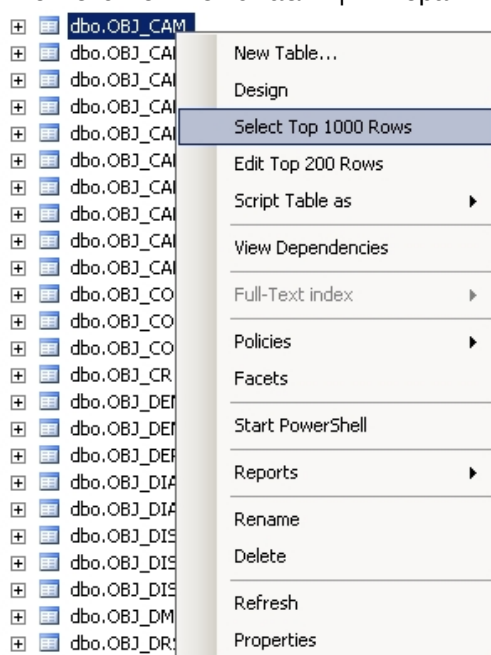 dbo.OBJ_CAM
dbo.OBJ_CA
dbo.OBJ_CA
dbo.OBJ_CA
dbo.OBJ_CA
dbo.OBJ_CA
dbo.OBJ_CA
dbo.OBJ_CA
dbo.OBJ_CA
dbo.OBJ_CA
dbo.OBJ_CO
dbo.OBJ_CO
dbo.OBJ_CO
dbo.OBJ_CR
dbo.OBJ_DE
dbo.OBJ_DE
dbo.OBJ_DE
dbo.OBJ_DIA
dbo.OBJ_DIA
dbo.OBJ_DIS
dbo.OBJ_DIS
dbo.OBJ_DIS
dbo.OBJ_DM
dbo.OBJ_DR
New Table...
Design
Select Top 1000 Rows
Edit Top 200 Rows
Script Table as
View Dependencies
Full-Text index
Policies
Facets
Start PowerShell
Reports
Rename
Delete
Refresh
Properties